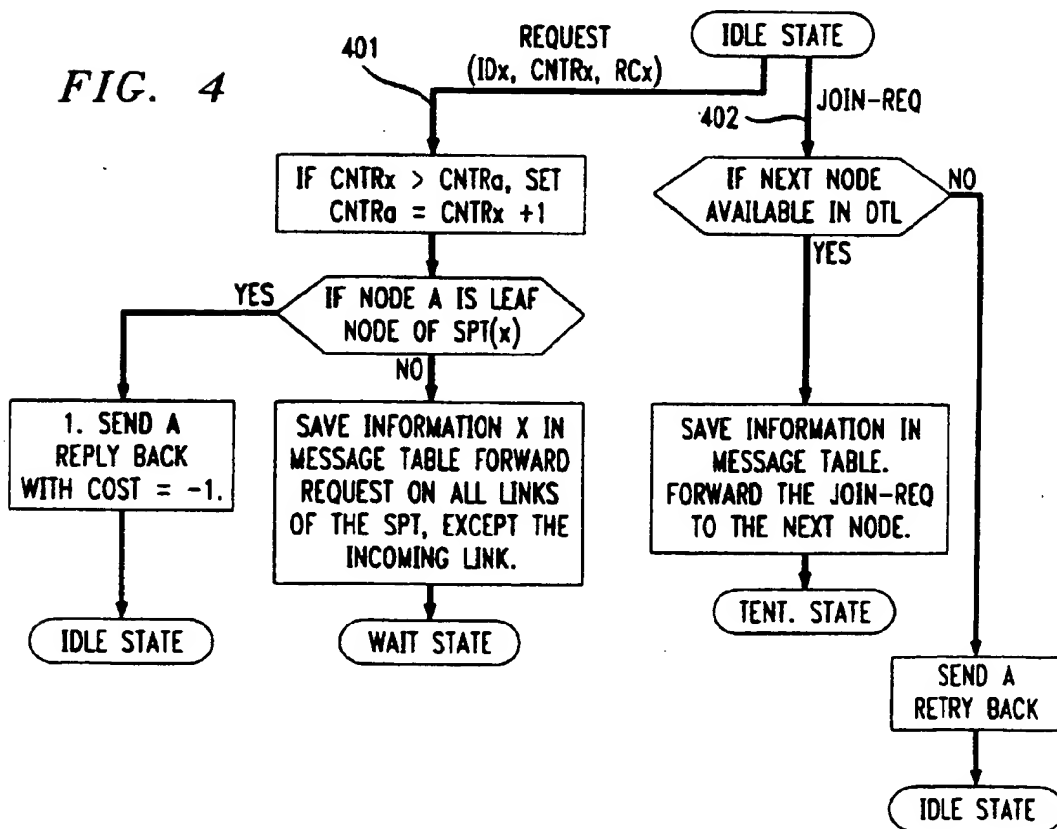 FIG. 4
401
REQUEST
(IDx, CNTRx, RCx)
IDLE STATE
402
JOIN-REQ
IF CNTRx > CNTRa, SET
CNTRa = CNTRx +1
IF NEXT NODE
AVAILABLE IN DTL
NO
YES
YES
IF NODE A IS LEAF
NODE OF SPT(x)
NO
1. SEND A
REPLY BACK
WITH COST = -1.
SAVE INFORMATION X IN
MESSAGE TABLE FORWARD
REQUEST ON ALL LINKS
OF THE SPT, EXCEPT THE
INCOMING LINK.
SAVE INFORMATION IN
MESSAGE TABLE.
FORWARD THE JOIN-REQ
TO THE NEXT NODE.
IDLE STATE
WAIT STATE
TENT. STATE
SEND A
RETRY BACK
IDLE STATE